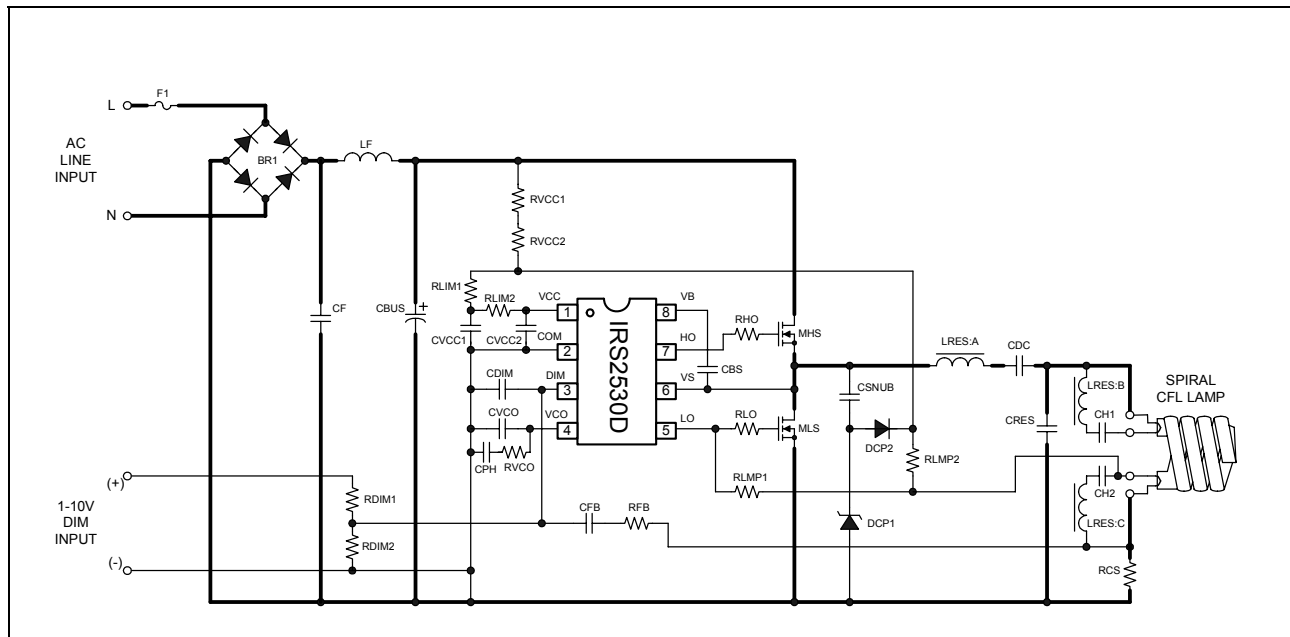 F1
L
AC
LINE
INPUT
BR1
LF
N
RVCC1
RVCC2
CF
CBUS
+
RLIM1
RLIM2
VCC
CVCC1
CVCC2
COM
CDIM
DIM
CVCO
VCO
CPH
RVCO
1
2
3
4
IRS2530D
8
7
6
5
VB
HO
VS
LO
CBS
RHO
MHS
RLO
MLS
RLMP1
CSNUB
DCP2
RLMP2
DCP1
LRES:A
CDC
CRES
LRES:B
CH1
CH2
LRES:C
SPIRAL
CFL LAMP
RCS
(+)
1-10V
DIM
INPUT
(-)
RDIM1
RDIM2
CFB
RFB